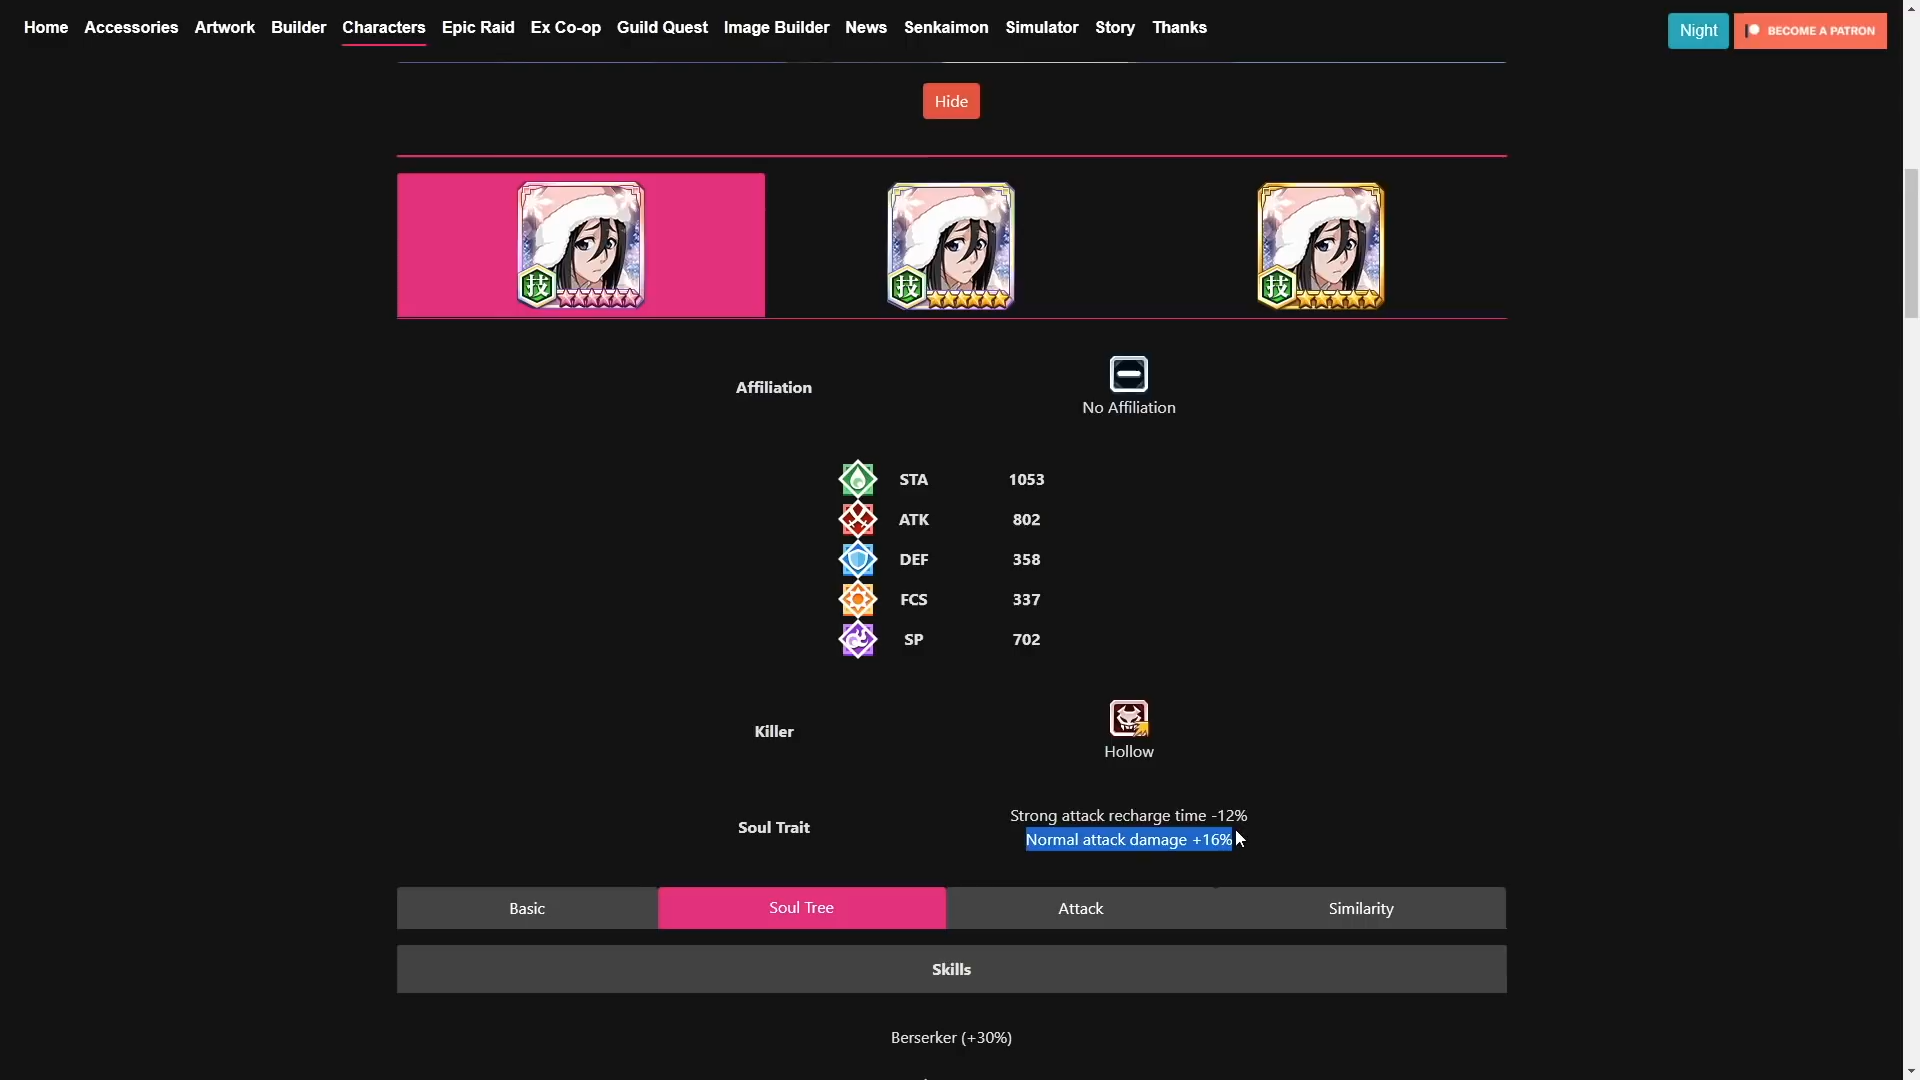 Home Accessories Artwork Builder Characters Epic Raid Ex Co-op Guild Quest Image Builder News Senkaimon Simulator Story Thanks Night BECOME A PATRON
Hide
技 技 技
Affiliation
No Affiliation
STA 1053
ATK 802
DEF 358
FCS 337
SP 702
Killer
Hollow
Soul Trait
Strong attack recharge time -12%
Normal attack damage +16%
Basic Soul Tree Attack Similarity
Skills
Berserker (+30%)